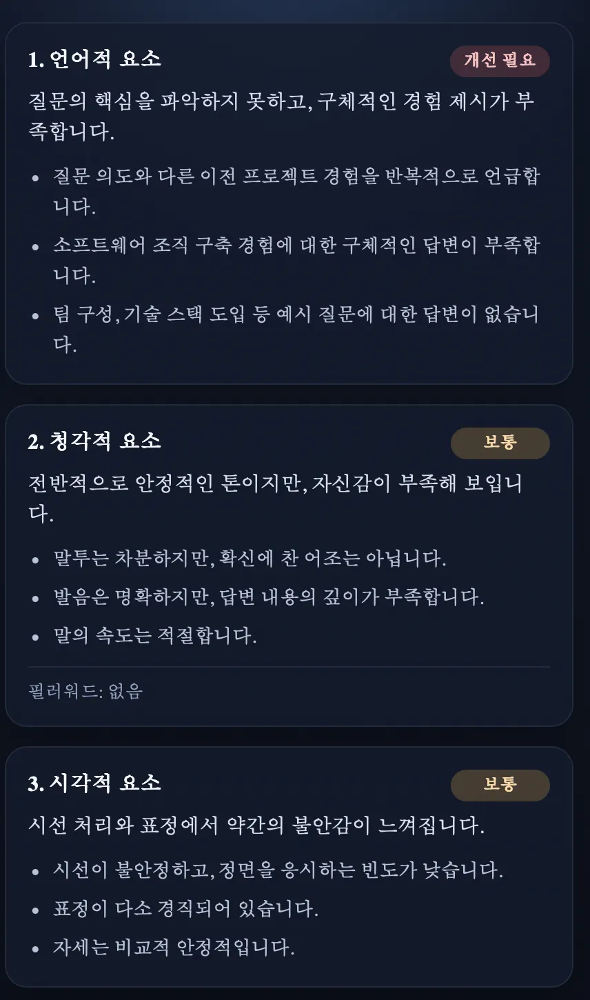 1. 언어적 요소
개선 필요
질문의 핵심을 파악하지 못하고, 구체적인 경험 제시가 부
족합니다.
• 질문 의도와 다른 이전 프로젝트 경험을 반복적으로 언급합
니다.
• 소프트웨어 조직 구축 경험에 대한 구체적인 답변이 부족합
니다.
• 팀 구성, 기술 스택 도입 등 예시 질문에 대한 답변이 없습니
다.
2. 청각적 요소
보통
전반적으로 안정적인 톤이지만, 자신감이 부족해 보입니
다.
• 말투는 차분하지만, 확신에 찬 어조는 아닙니다.
• 발음은 명확하지만, 답변 내용의 깊이가 부족합니다.
• 말의 속도는 적절합니다.
필러워드: 없음
3. 시각적 요소
보통
시선 처리와 표정에서 약간의 불안감이 느껴집니다.
• 시선이 불안정하고, 정면을 응시하는 빈도가 낮습니다.
• 표정이 다소 경직되어 있습니다.
• 자세는 비교적 안정적입니다.